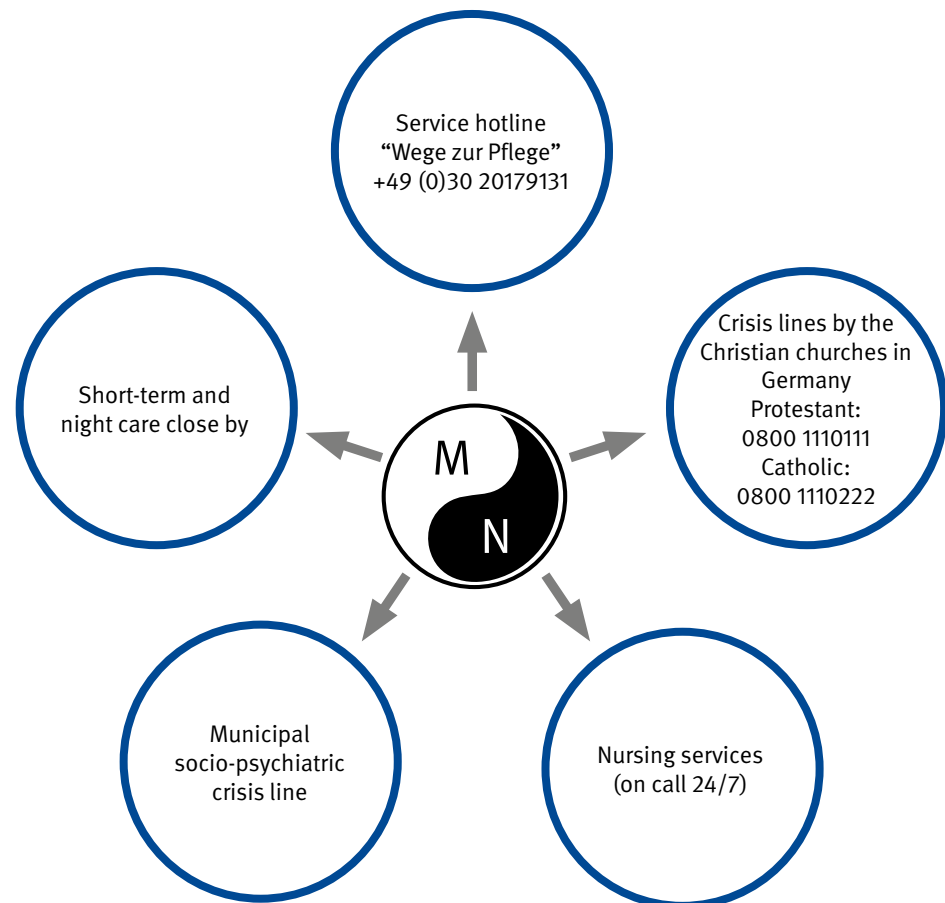 Service hotline
“Wege zur Pflege”
+49 (0)30 20179131
Crisis lines by the
Christian churches in
Germany
Protestant:
0800 1110111
Catholic:
0800 1110222
Short-term and
night care close by
M
N
Municipal
socio-psychiatric
crisis line
Nursing services
(on call 24/7)